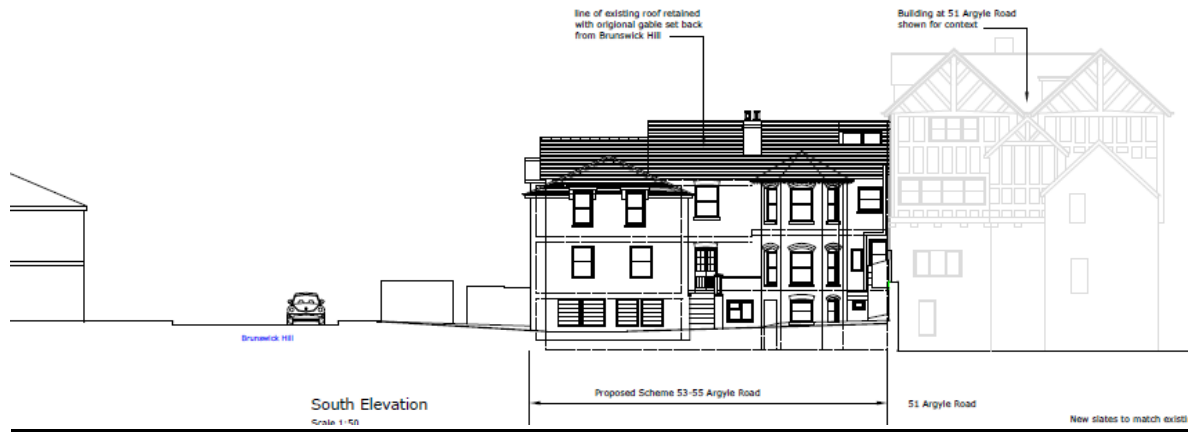 line of existing roof retained
with origional gable set back
from Brunswick Hill
Building at 51 Argyle Road
shown for context
Brunswick Hill
South Elevation
Scale 1:50
Proposed Scheme 53-55 Argyle Road
51 Argyle Road
New slates to match existi